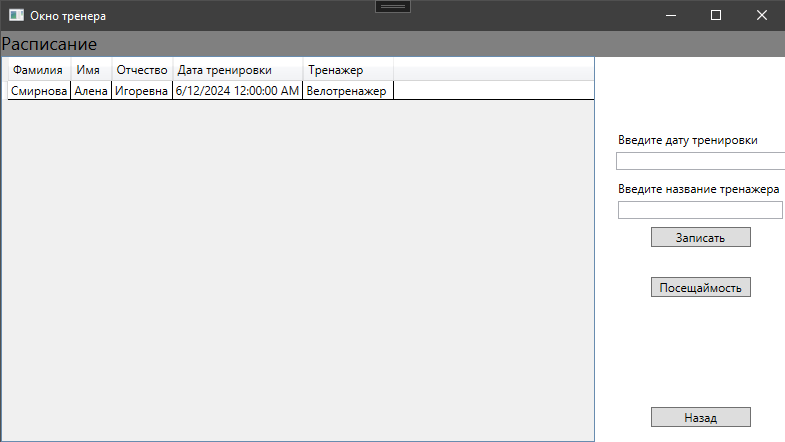 Окно тренера
Расписание
Фамилия Имя Отчество Дата тренировки Тренажер
Смирнова Алена Игоревна 6/12/2024 12:00:00 AM Велотренажер
Введите дату тренировки
Введите название тренажера
Записать
Посещаймость
Назад